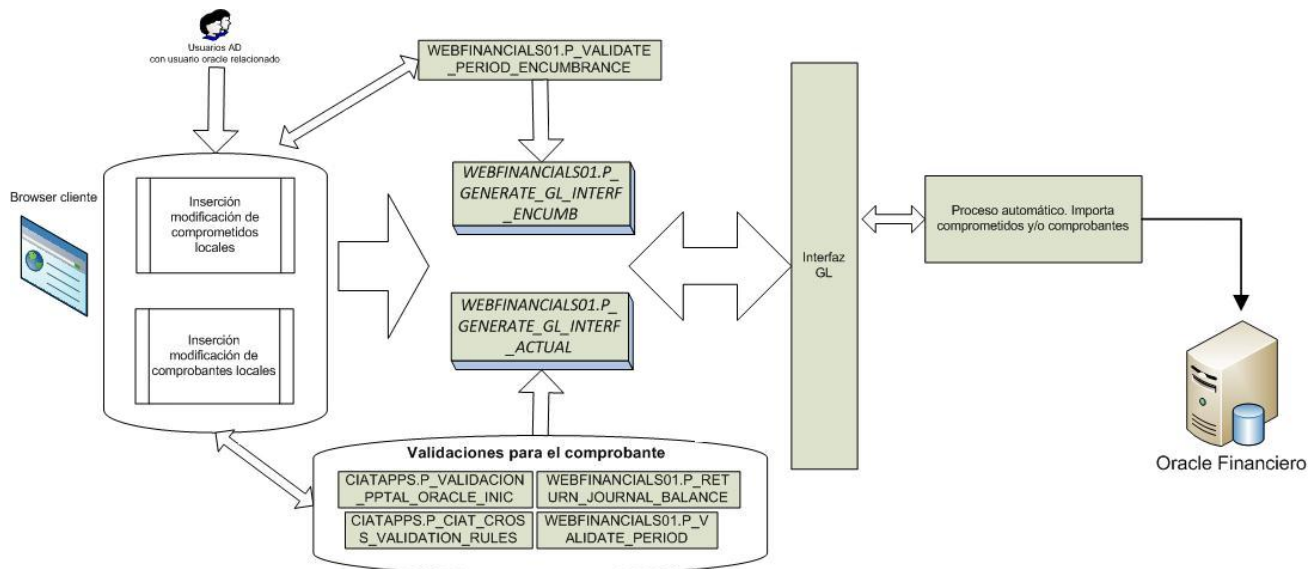 Usuarios AD
con usuario oracle relacionado
WEBFINANCIALS01.P_VALIDATE
_PERIOD_ENCUMBRANCE
Browser cliente
Inserción
modificación de
comprometidos
locales
Inserción
modificación de
comprobantes locales
WEBFINANCIALS01.P_
GENERATE_GL_INTERF
_ENCUMB
WEBFINANCIALS01.P_
GENERATE_GL_INTERF
_ACTUAL
Interfaz
GL
Proceso automático. Importa
comprometidos y/o comprobantes
Oracle Financiero
Validaciones para el comprobante
CIATAPPS.P_VALIDACION
_PPTAL_ORACLE_INIC
WEBFINANCIALS01.P_RET
URN_JOURNAL_BALANCE
CIATAPPS.P_CIAT_CROS
S_VALIDATION_RULES
WEBFINANCIALS01.P_V
ALIDATE_PERIOD